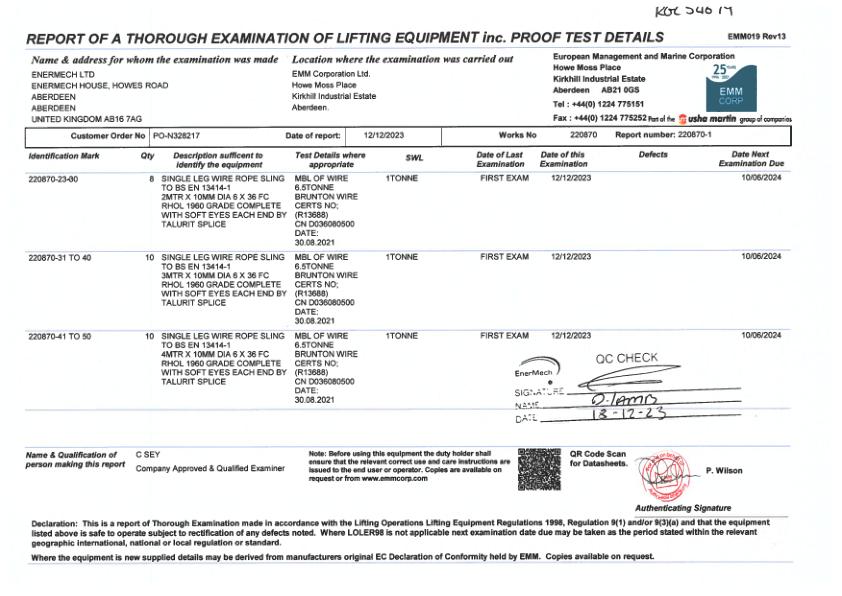 REPORT OF A THOROUGH EXAMINATION OF LIFTING EQUIPMENT inc. PROOF TEST DETAILS
EMM019 Rev13
Name & address for whom the examination was made
ENERMECH LTD
ENERMECH HOUSE, HOWES ROAD
ABERDEEN
ABERDEEN
UNITED KINGDOM AB16 7AG
Location where the examination was carried out
EMM Corporation Ltd.
Howe Moss Place
Kirkhill Industrial Estate
Aberdeen.
European Management and Marine Corporation
Howe Moss Place
Kirkhill Industrial Estate
Aberdeen AB21 0GS
Tel : +44(0) 1224 775151
Fax : +44(0) 1224 775252 Part of the usha martin group of companies
25 YEARS
EMM
CORP
Customer Order No PO-N328217 Date of report: 12/12/2023 Works No 220870 Report number: 220870-1
Identification Mark Qty Description sufficent to identify the equipment Test Details where appropriate SWL Date of Last Examination Date of this Examination Defects Date Next Examination Due
220870-23-30 8 SINGLE LEG WIRE ROPE SLING MBL OF WIRE 1TONNE FIRST EXAM 12/12/2023 10/06/2024
TO BS EN 13414-1 6.5TONNE
2MTR X 10MM DIA 6 X 36 FC BRUNTON WIRE
RHOL 1960 GRADE COMPLETE CERTS NO;
WITH SOFT EYES EACH END BY (R13688)
TALURIT SPLICE CN D036080500
DATE:
30.08.2021
220870-31 TO 40 10 SINGLE LEG WIRE ROPE SLING MBL OF WIRE 1TONNE FIRST EXAM 12/12/2023 10/06/2024
TO BS EN 13414-1 6.5TONNE
3MTR X 10MM DIA 6 X 36 FC BRUNTON WIRE
RHOL 1960 GRADE COMPLETE CERTS NO;
WITH SOFT EYES EACH END BY (R13688)
TALURIT SPLICE CN D036080500
DATE:
30.08.2021
220870-41 TO 50 10 SINGLE LEG WIRE ROPE SLING MBL OF WIRE 1TONNE FIRST EXAM 12/12/2023 10/06/2024
TO BS EN 13414-1 6.5TONNE
4MTR X 10MM DIA 6 X 36 FC BRUNTON WIRE
RHOL 1960 GRADE COMPLETE CERTS NO;
WITH SOFT EYES EACH END BY (R13688)
TALURIT SPLICE CN D036080500
DATE:
30.08.2021
QC CHECK
EnerMech
SIGNATURE
NAME D. LAMB
DATE 18-12-23
Name & Qualification of person making this report
C SEY
Company Approved & Qualified Examiner
Note: Before using this equipment the duty holder shall
ensure that the relevant correct use and care instructions are
issued to the end user or operator. Copies are available on
request or from www.emmcorp.com
QR Code Scan
for Datasheets.
P. Wilson
Authenticating Signature
Declaration: This is a report of Thorough Examination made in accordance with the Lifting Operations Lifting Equipment Regulations 1998, Regulation 9(1) and/or 9(3)(a) and that the equipment
listed above is safe to operate subject to rectification of any defects noted. Where LOLER98 is not applicable next examination date due may be taken as the period stated within the relevant
geographic international, national or local regulation or standard.
Where the equipment is new supplied details may be derived from manufacturers original EC Declaration of Conformity held by EMM. Copies available on request.